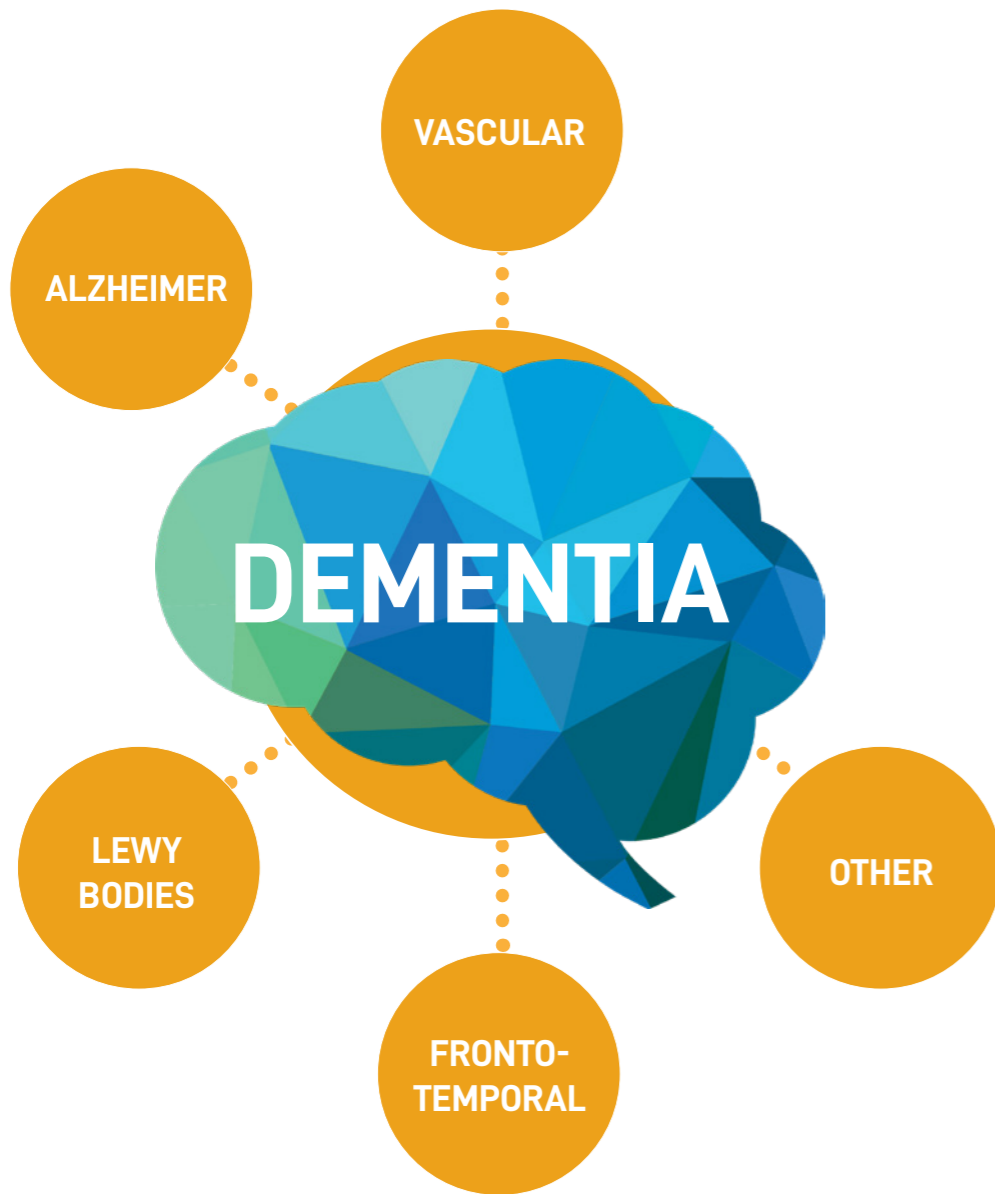 VASCULAR
ALZHEIMER
DEMENTIA
LEWY
BODIES
OTHER
FRONTO-
TEMPORAL